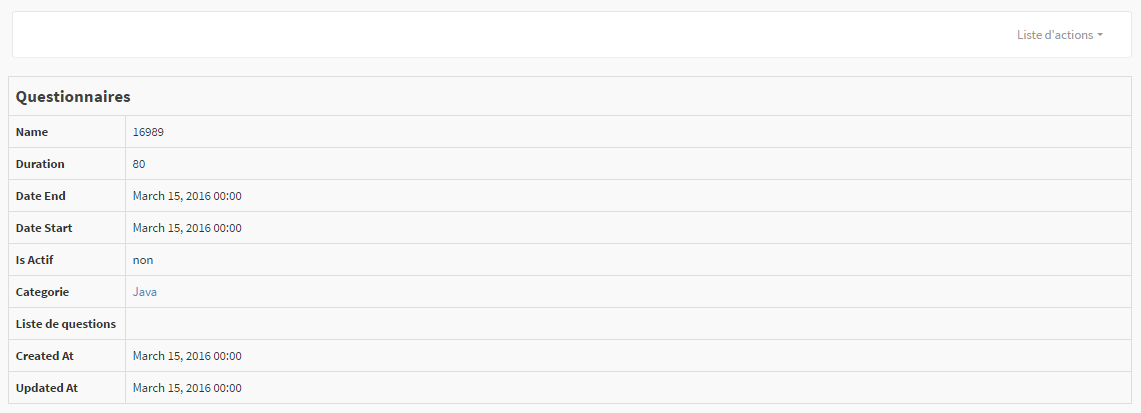 Liste d'actions
Questionnaires
Name 16989
Duration 80
Date End March 15, 2016 00:00
Date Start March 15, 2016 00:00
Is Actif non
Categorie Java
Liste de questions
Created At March 15, 2016 00:00
Updated At March 15, 2016 00:00